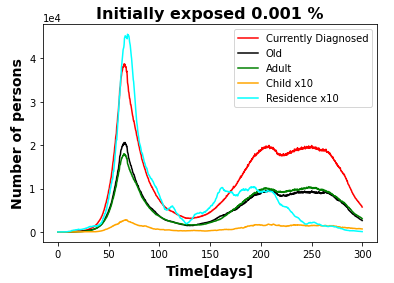 Initially exposed 0.001 %
1e4
Currently Diagnosed
Old
Adult
Child x10
Residence x10
Number of persons
4
3
2
1
0
0 50 100 150 200 250 300
Time[days]